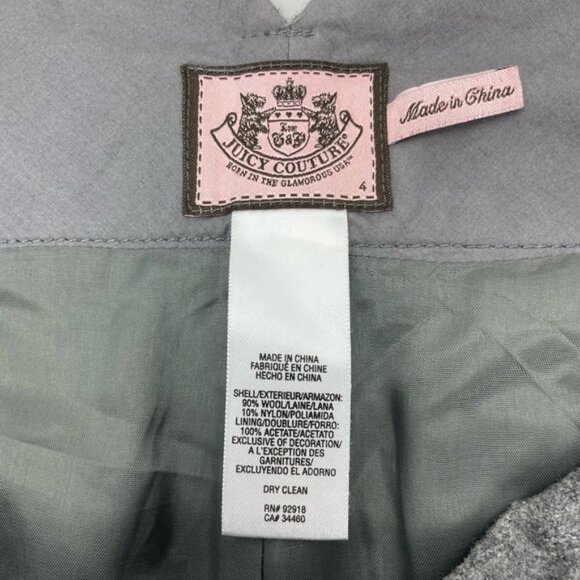 Love
G&P
JUICY COUTURE®
BORN IN THE GLAMOROUS USA™
4
Made in China
MADE IN CHINA
FABRIQUÉ EN CHINE
HECHO EN CHINA
SHELL/EXTERIEUR/ARMAZON:
90% WOOL/LAINE/LANA
10% NYLON/POLIAMIDA
LINING/DOUBLURE/FORRO:
100% ACETATE/ACETATO
EXCLUSIVE OF DECORATION/
A L'EXCEPTION DES
GARNITURES/
EXCLUYENDO EL ADORNO
DRY CLEAN
RN# 92918
CA# 34460